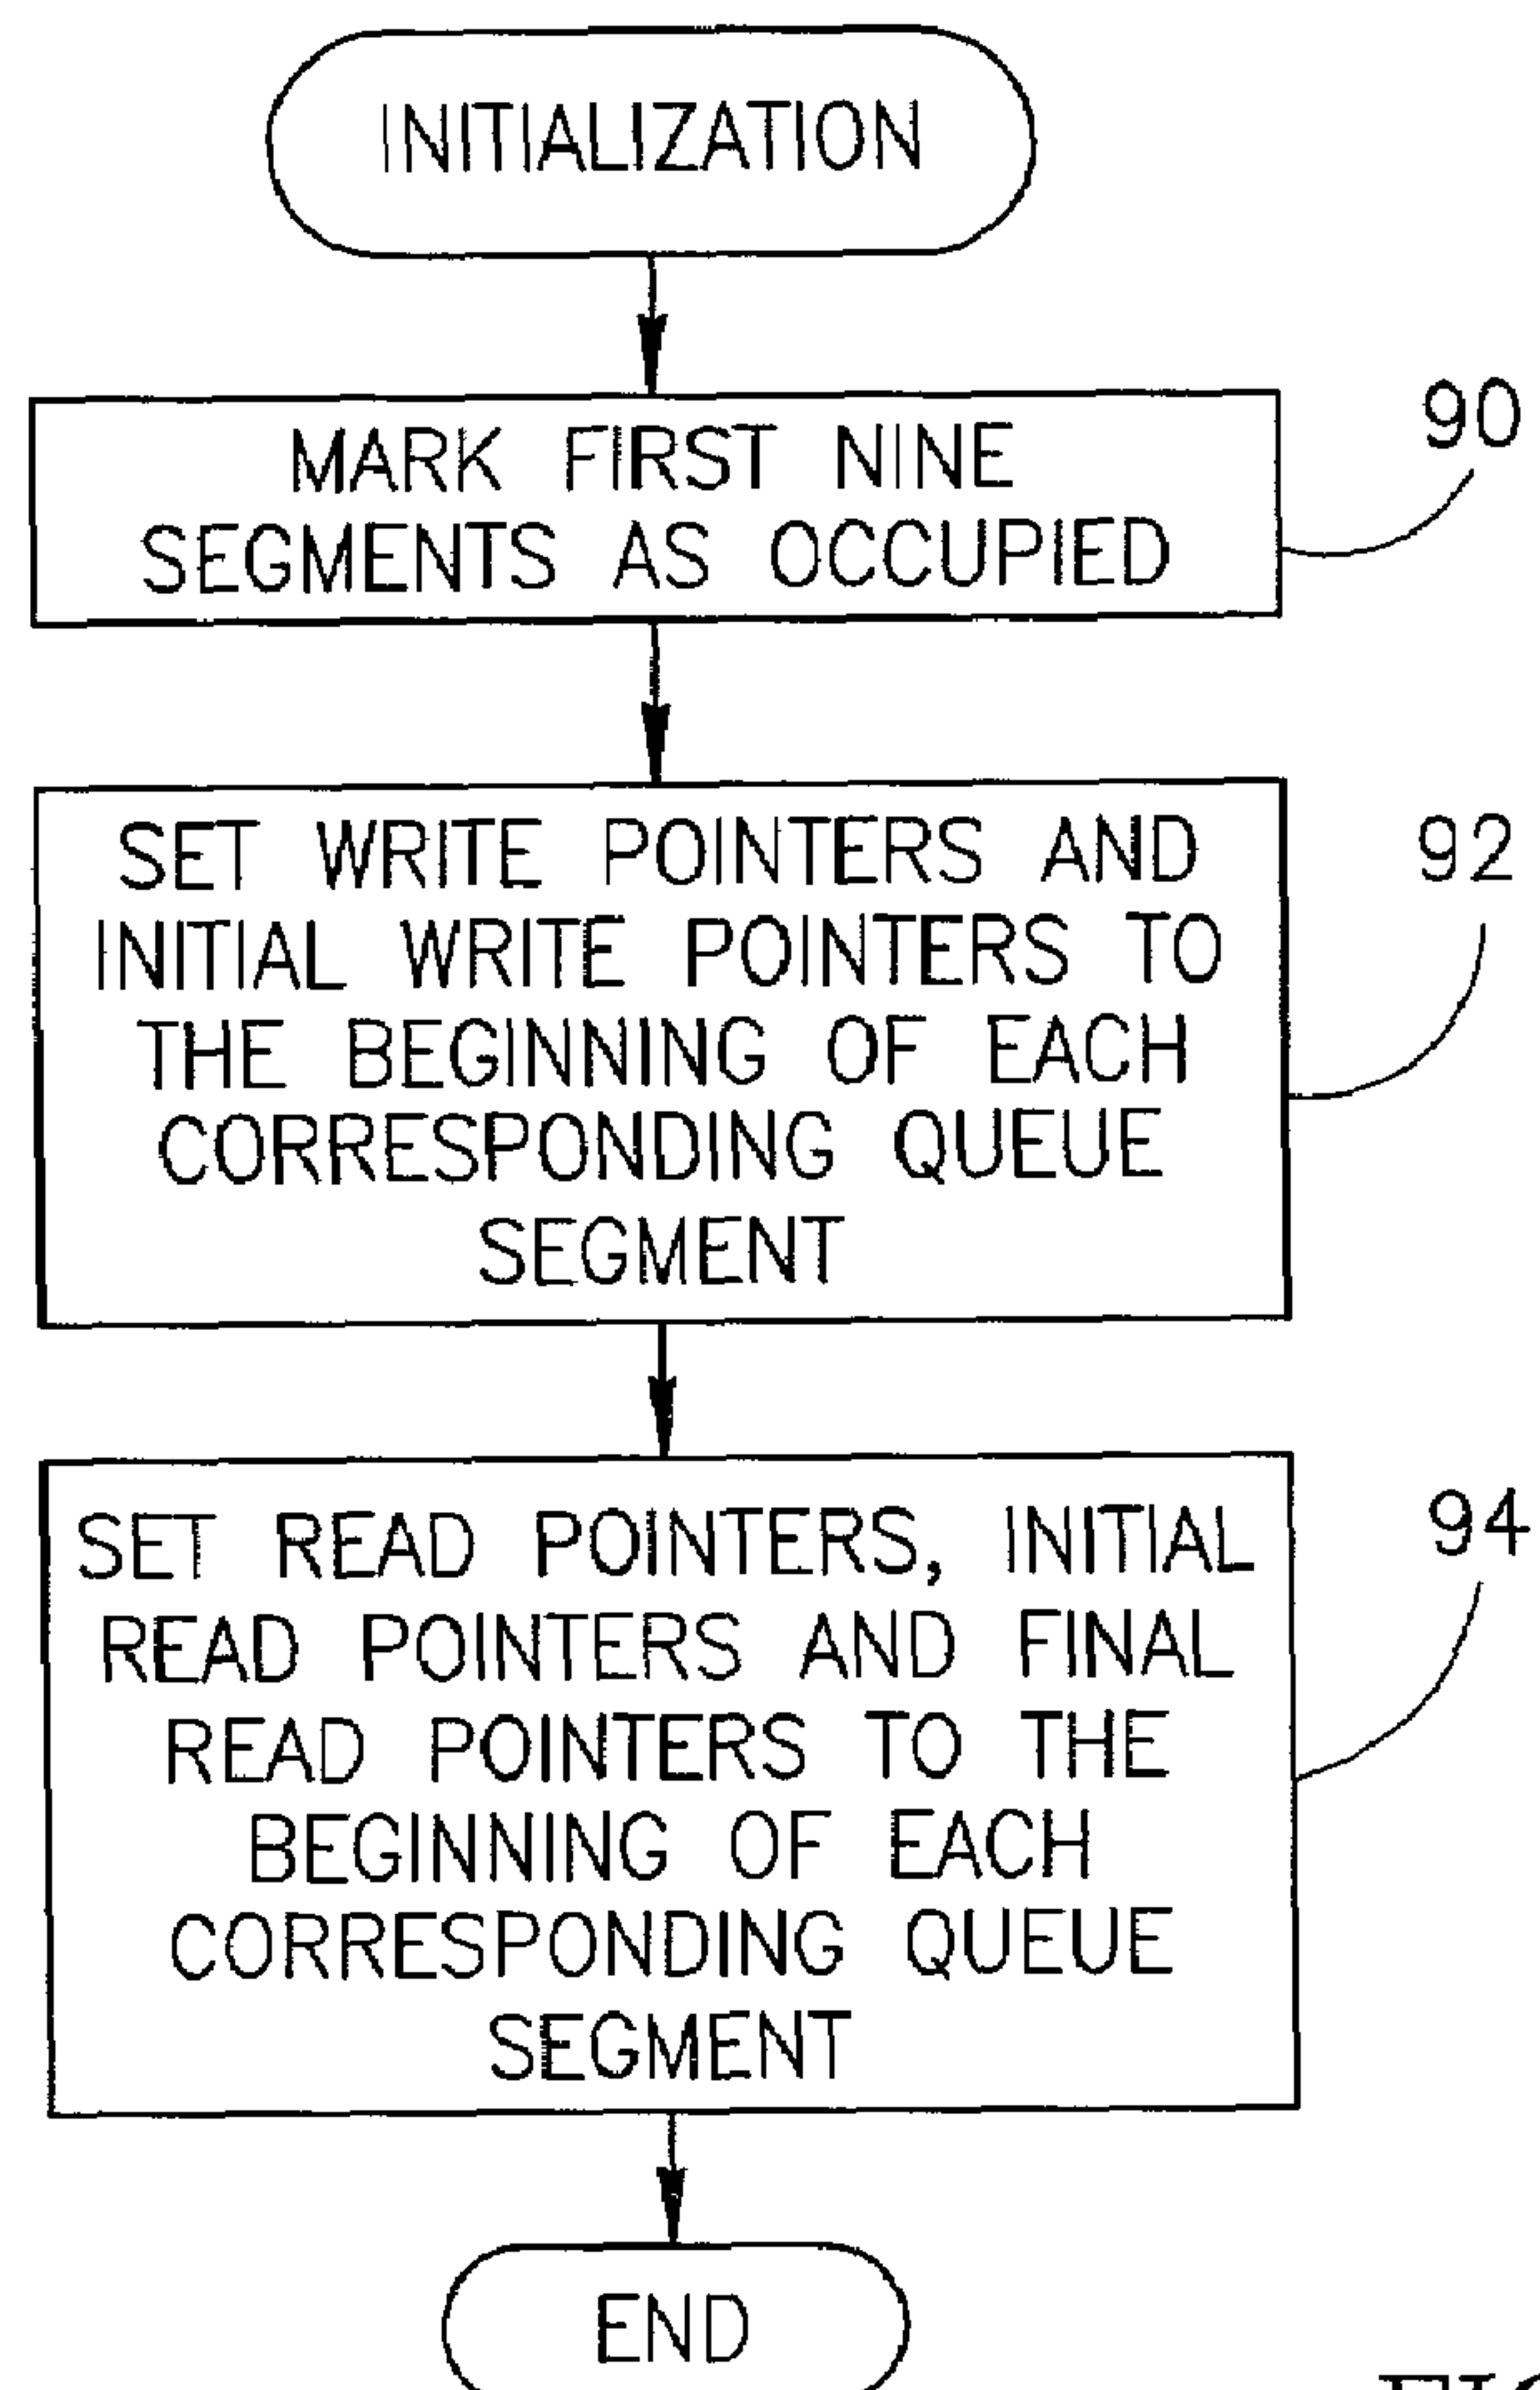 INITIALIZATION
MARK FIRST NINE
SEGMENTS AS OCCUPIED
90
SET WRITE POINTERS AND
INITIAL WRITE POINTERS TO
THE BEGINNING OF EACH
CORRESPONDING QUEUE
SEGMENT
92
SET READ POINTERS, INITIAL
READ POINTERS AND FINAL
READ POINTERS TO THE
BEGINNING OF EACH
CORRESPONDING QUEUE
SEGMENT
94
END